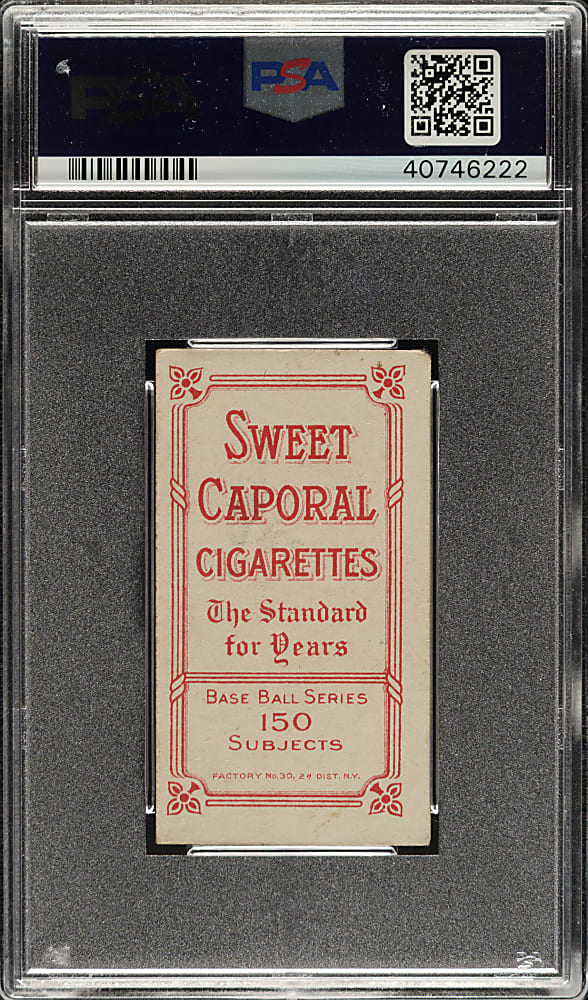 PSA
PSA
40746222
SWEET
CAPORAL
CIGARETTES
The Standard
for Years
BASE BALL SERIES
150
SUBJECTS
FACTORY No. 30, 2d DIST. N.Y.